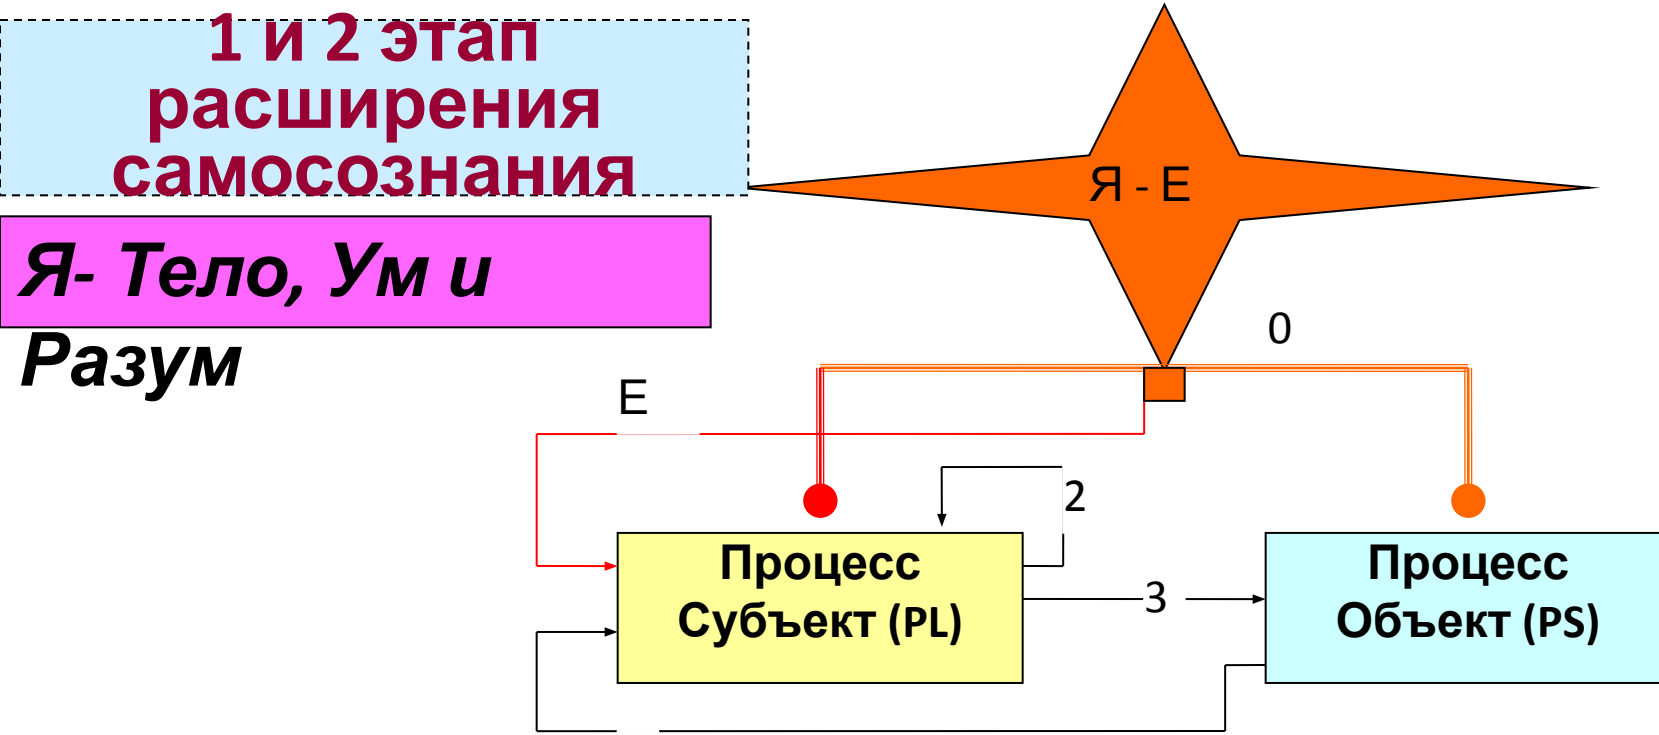 1 и 2 этап
расширения
самосознания
Я - Е
Я- Тело, Ум и
Разум
0
Е
2
Процесс
Субъект (PL)
3
Процесс
Объект (PS)